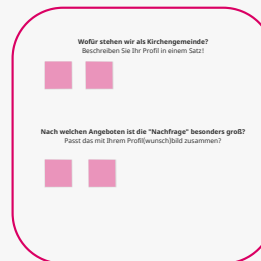 Wofür stehen wir als Kirchengemeinde?
Beschreiben Sie Ihr Profil in einem Satz!
Nach welchen Angeboten ist die "Nachfrage" besonders groß?
Passt das mit Ihrem Profil(wunsch)bild zusammen?